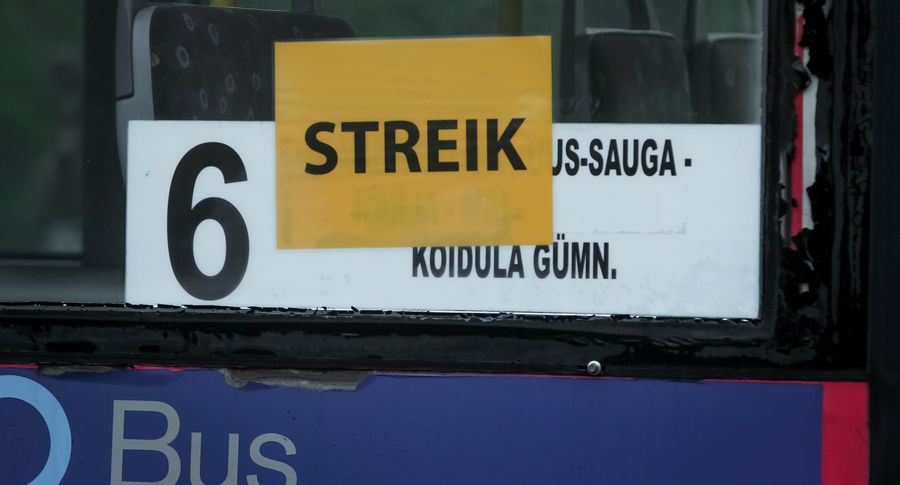 6
STREIK
US-SAUGA -
KOIDULA GÜMN.
Bus